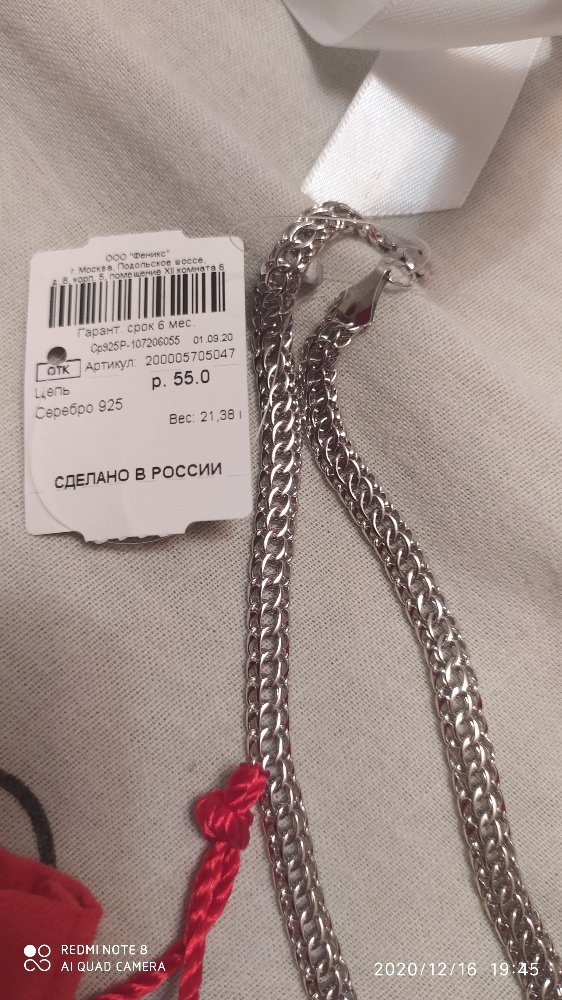 ООО "Феникс"
г. Москва, Подольское шоссе,
д. 8, корп. 5, помещение XII комната 6
Гарант. срок 6 мес.
Ср925Р-107206055 01.09.20
ОТК Артикул: 200005705047
Цепь р. 55.0
Серебро 925
Вес: 21,38
СДЕЛАНО В РОССИИ
REDMI NOTE 8
AI QUAD CAMERA
2020/12/16 19:45